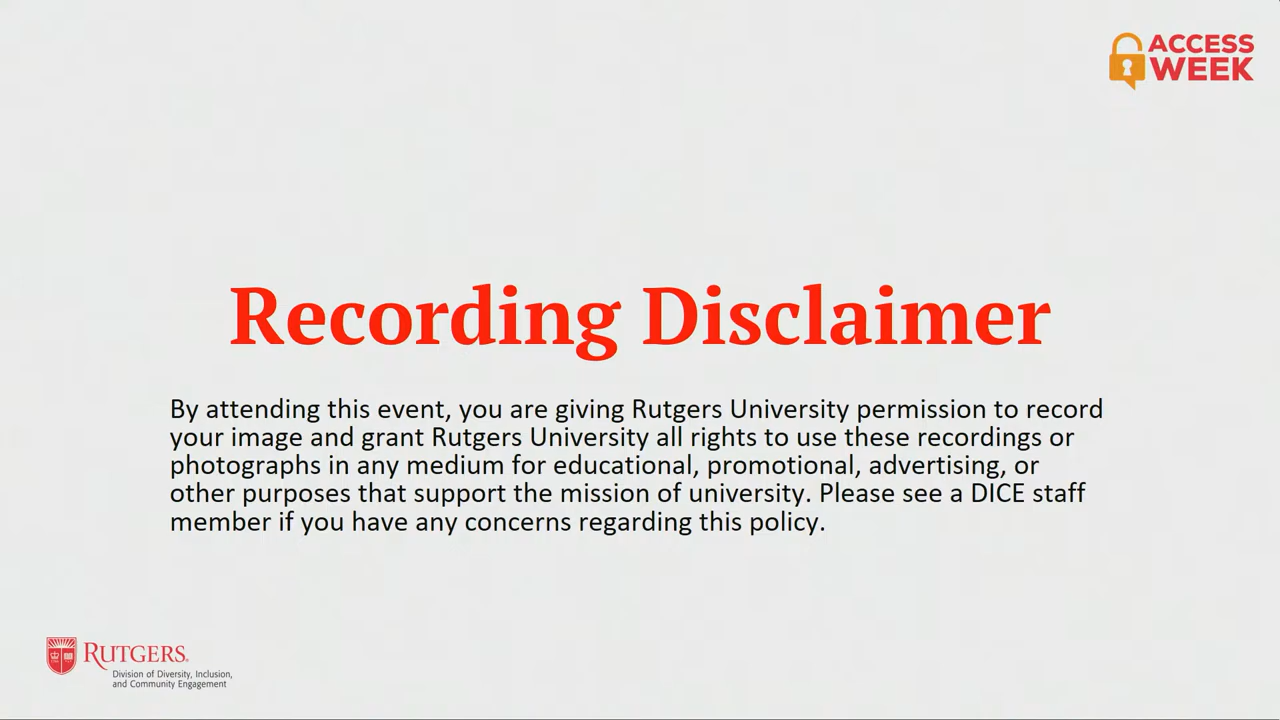 ACCESS
WEEK
Recording Disclaimer
By attending this event, you are giving Rutgers University permission to record
your image and grant Rutgers University all rights to use these recordings or
photographs in any medium for educational, promotional, advertising, or
other purposes that support the mission of university. Please see a DICE staff
member if you have any concerns regarding this policy.
RUTGERS
Division of Diversity, Inclusion,
and Community Engagement